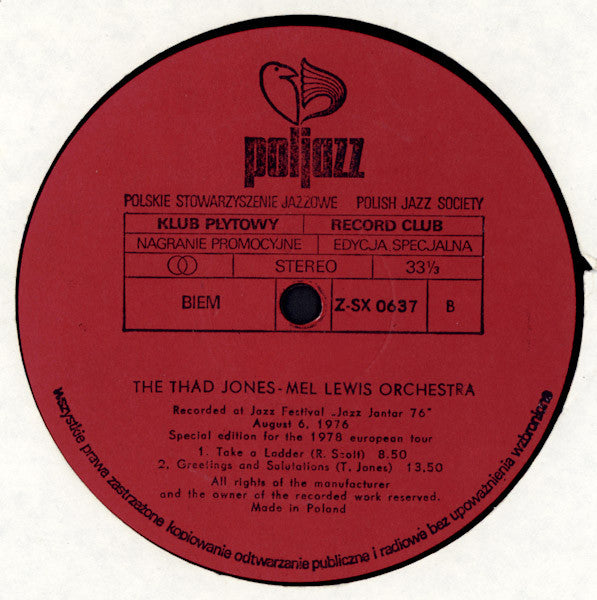 poljazz
POLSKIE STOWARZYSZENIE JAZZOWE POLISH JAZZ SOCIETY
KLUB PŁYTOWY RECORD CLUB
NAGRANIE PROMOCYJNE EDYCJA SPECJALNA
STEREO 33⅓
BIEM Z-SX 0637 B
THE THAD JONES-MEL LEWIS ORCHESTRA
Recorded at Jazz Festival „Jazz Jantar 76"
August 6, 1976
Special edition for the 1978 european tour
1. Take a Ladder (R. Scott) 8.50
2. Greetings and Salutations (T. Jones) 13,50
All rights of the manufacturer
and the owner of the recorded work reserved.
Made in Poland
wszystkie prawa zastrzeżone kopiowanie odtwarzanie publiczne i radiowe bez upoważnienia wzbronione